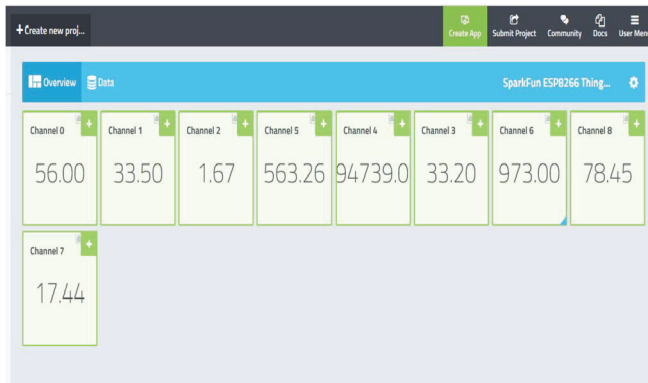 + Create new proj...
Create App Submit Project Community Docs User Menu
Overview Data SparkFun ESP8266 Thing...
Channel 0 Channel 1 Channel 2 Channel 5 Channel 4 Channel 3 Channel 6 Channel 8
56.00 33.50 1.67 563.26 94739.0 33.20 973.00 78.45
Channel 7
17.44